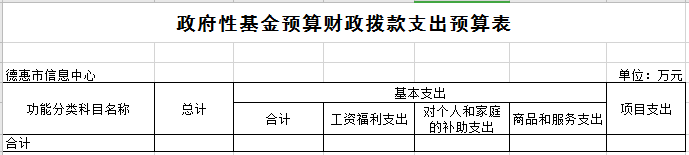 政府性基金预算财政拨款支出预算表
德惠市信息中心 单位：万元
功能分类科目名称 总计 基本支出 项目支出
合计 工资福利支出 对个人和家庭的补助支出 商品和服务支出
合计